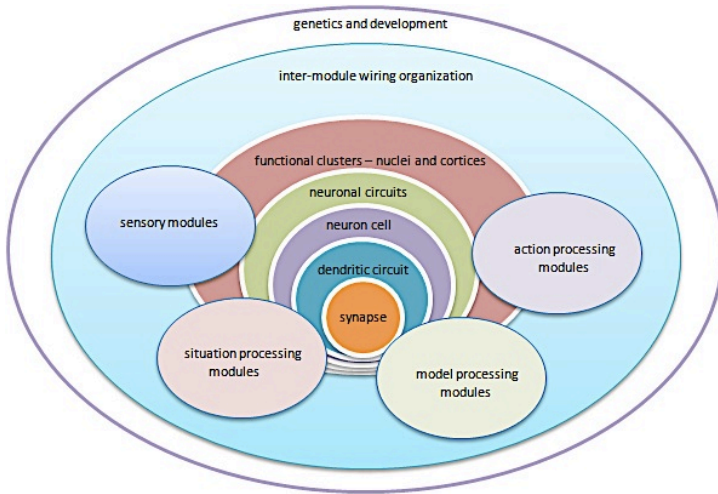 genetics and development
inter-module wiring organization
functional clusters – nuclei and cortices
neuronal circuits
sensory modules
neuron cell
action processing
modules
dendritic circuit
synapse
situation processing
modules
model processing
modules